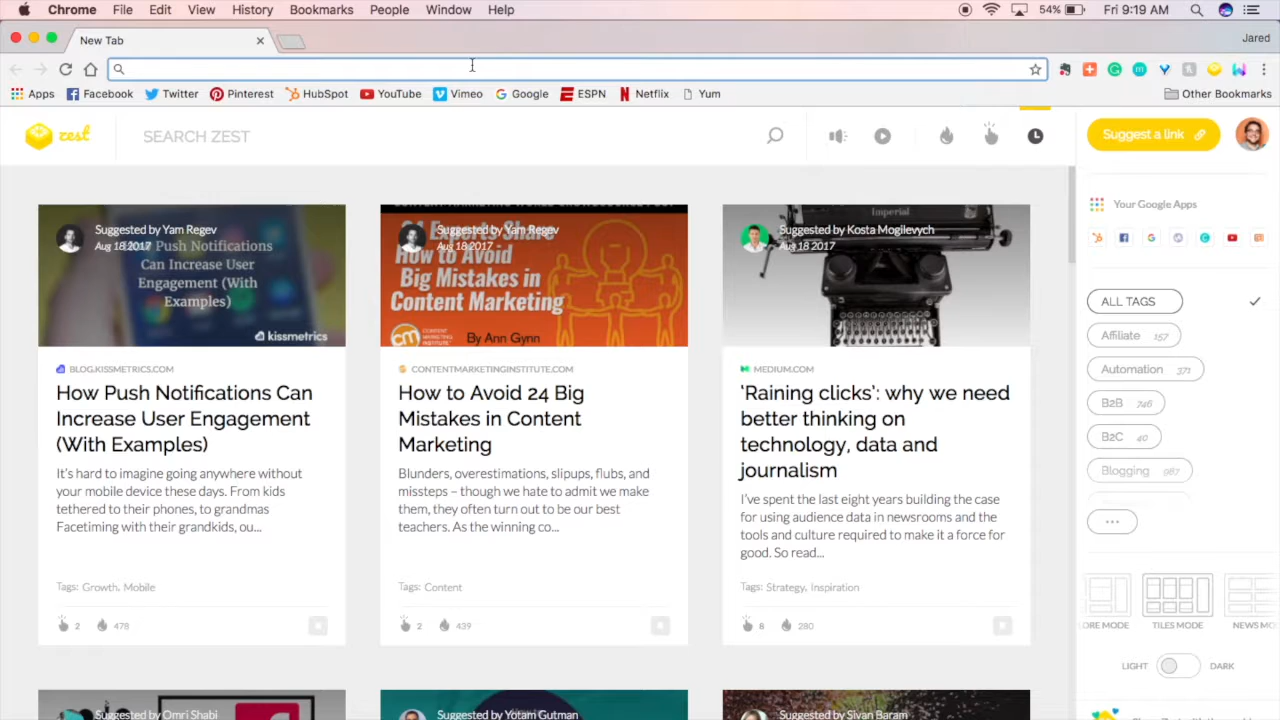 Chrome File Edit View History Bookmarks People Window Help 54% Fri 9:19 AM
New Tab Jared
Apps Facebook Twitter Pinterest HubSpot YouTube Vimeo Google ESPN Netflix Yum Other Bookmarks
zest SEARCH ZEST Suggest a link
Your Google Apps
ALL TAGS
Affiliate 157
Automation 371
B2B 746
B2C 40
Blogging 987
...
TILES MODE
LIGHT DARK
Suggested by Yam Regev
Aug 18 2017
Push Notifications
Can Increase User
Engagement (With
Examples)
kissmetrics
BLOG.KISSMETRICS.COM
How Push Notifications Can
Increase User Engagement
(With Examples)
It's hard to imagine going anywhere without
your mobile device these days. From kids
tethered to their phones, to grandmas
Facetiming with their grandkids, ou...
Tags: Growth, Mobile
2 478
Suggested by Yam Regev
Aug 18 2017
24 Experts Share
How to Avoid
Big Mistakes in
Content Marketing
By Ann Gynn
CONTENTMARKETINGINSTITUTE.COM
How to Avoid 24 Big
Mistakes in Content
Marketing
Blunders, overestimations, slipups, flubs, and
missteps – though we hate to admit we make
them, they often turn out to be our best
teachers. As the winning co...
Tags: Content
2 439
Imperial
Suggested by Kosta Mogilevych
Aug 18 2017
MEDIUM.COM
'Raining clicks': why we need
better thinking on
technology, data and
journalism
I've spent the last eight years building the case
for using audience data in newsrooms and the
tools and culture required to make it a force for
good. So read...
Tags: Strategy, Inspiration
8 280
Suggested by Omri Shabi
Suggested by Yotam Gutman
Suggested by Sivan Baram